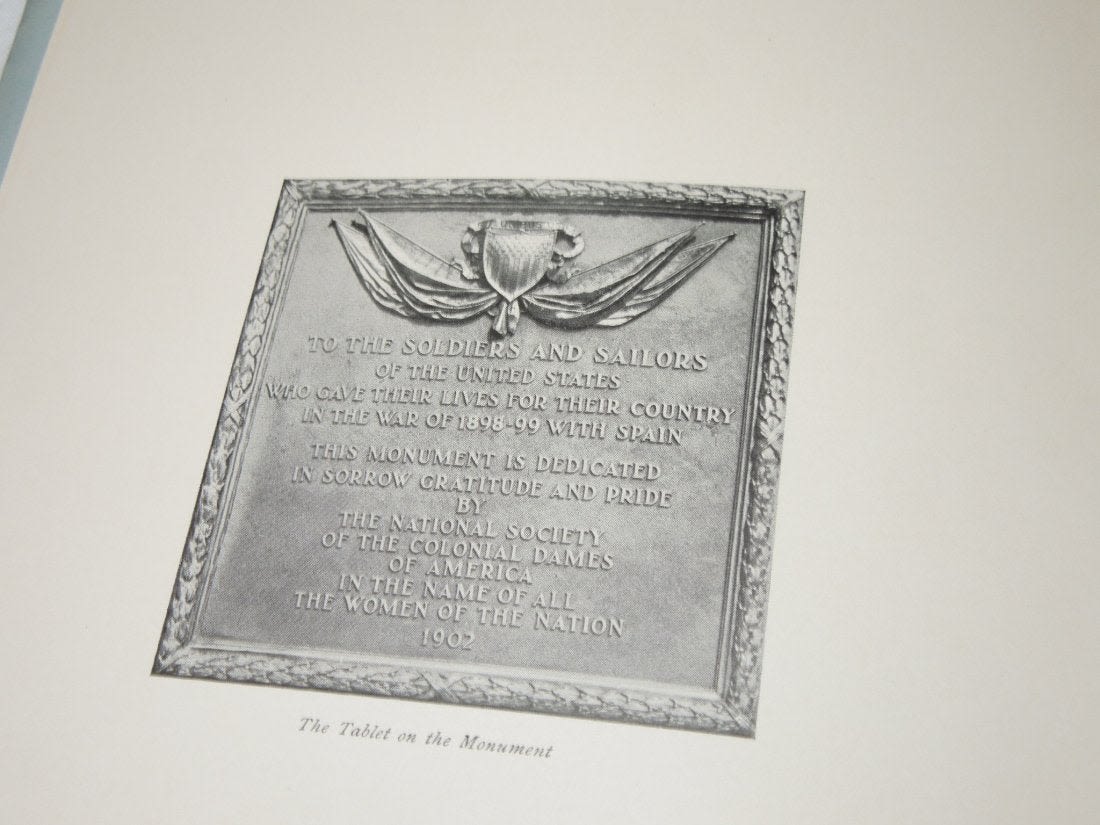 TO THE SOLDIERS AND SAILORS
OF THE UNITED STATES
WHO GAVE THEIR LIVES FOR THEIR COUNTRY
IN THE WAR OF 1898-99 WITH SPAIN
THIS MONUMENT IS DEDICATED
IN SORROW GRATITUDE AND PRIDE
BY
THE NATIONAL SOCIETY
OF THE COLONIAL DAMES
OF AMERICA
IN THE NAME OF ALL
THE WOMEN OF THE NATION
1902
The Tablet on the Monument